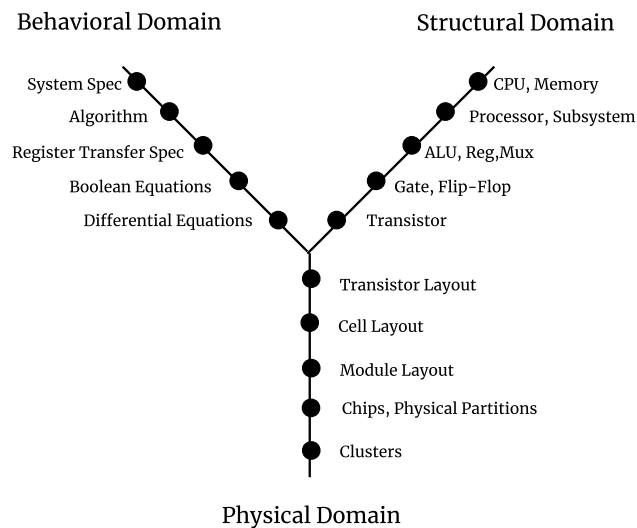 Behavioral Domain
Structural Domain
System Spec
CPU, Memory
Algorithm
Processor, Subsystem
Register Transfer Spec
ALU, Reg,Mux
Boolean Equations
Gate, Flip-Flop
Differential Equations
Transistor
Transistor Layout
Cell Layout
Module Layout
Chips, Physical Partitions
Clusters
Physical Domain